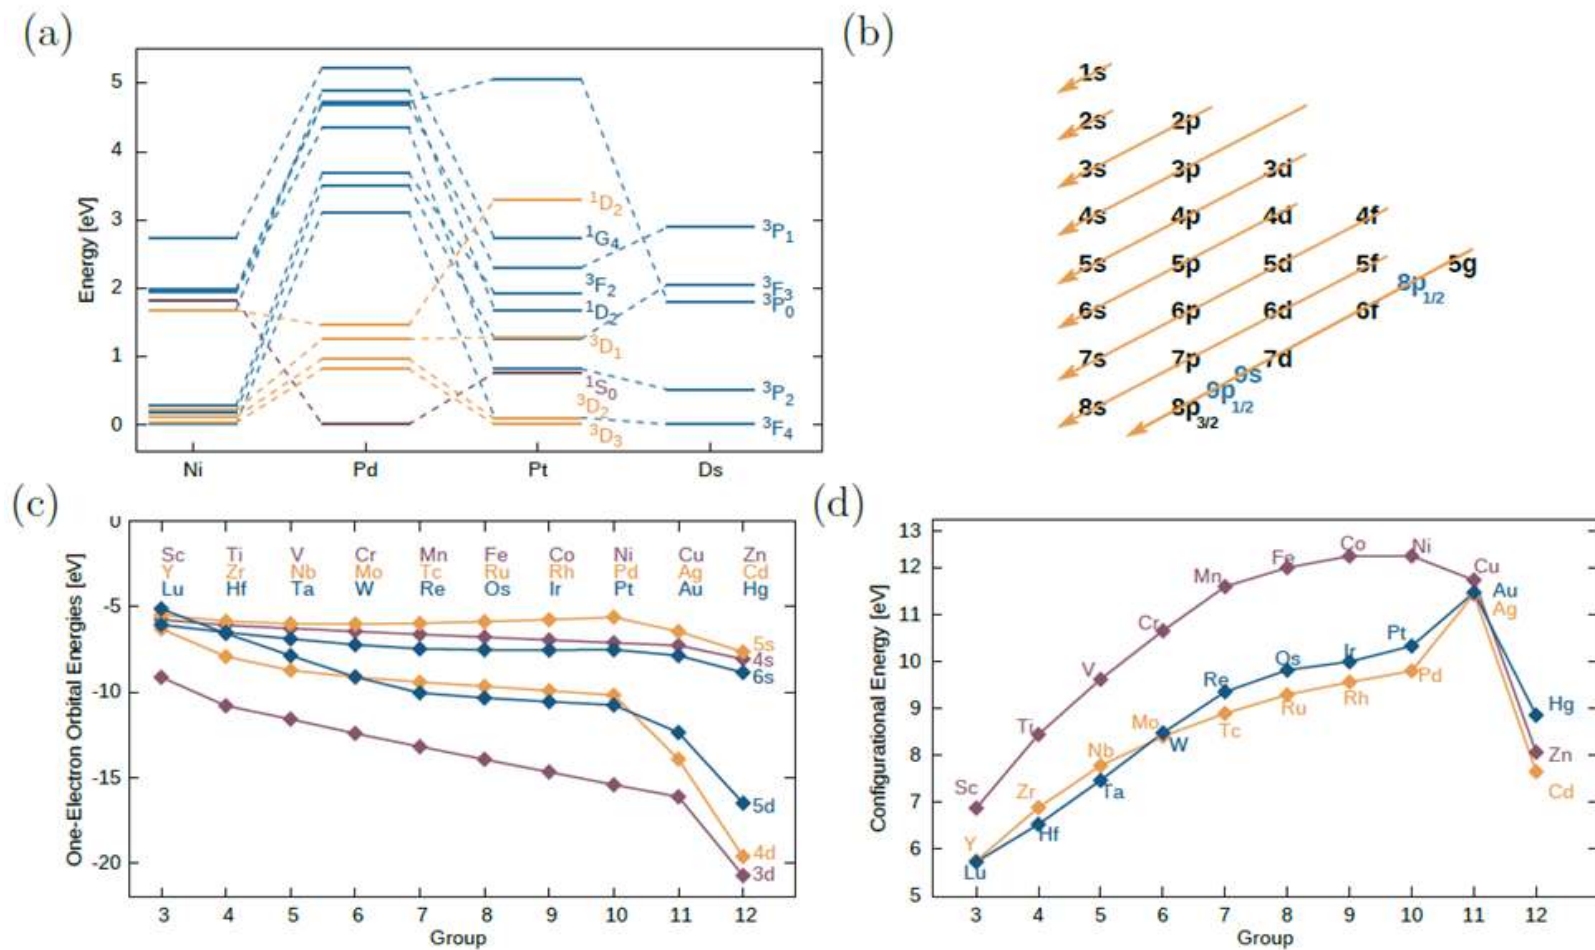 (a)
Energy [eV]
5
4
3
2
1
0
Ni Pd Pt Ds
¹D₂
¹G₄
³F₂
¹D₂
³D₁
¹S₀
³D₂
³D₃
³P₁
³F₃
³P₀
³P₂
³F₄
(b)
1s
2s 2p
3s 3p 3d
4s 4p 4d 4f
5s 5p 5d 5f 5g
8p1/2
6s 6p 6d 6f
7s 7p 7d
9s
9p1/2
8s 8p3/2
(c)
One-Electron Orbital Energies [eV]
0
-5
-10
-15
-20
Sc Ti V Cr Mn Fe Co Ni Cu Zn
Y Zr Nb Mo Tc Ru Rh Pd Ag Cd
Lu Hf Ta W Re Os Ir Pt Au Hg
5s
4s
6s
5d
4d
3d
3 4 5 6 7 8 9 10 11 12
Group
(d)
Configurational Energy [eV]
13
12
11
10
9
8
7
6
5
Sc Ti V Cr Mn Fe Co Ni Cu Zn
Y Zr Nb Mo Tc Ru Rh Pd Ag Cd
Lu Hf Ta W Re Os Ir Pt Au Hg
3 4 5 6 7 8 9 10 11 12
Group